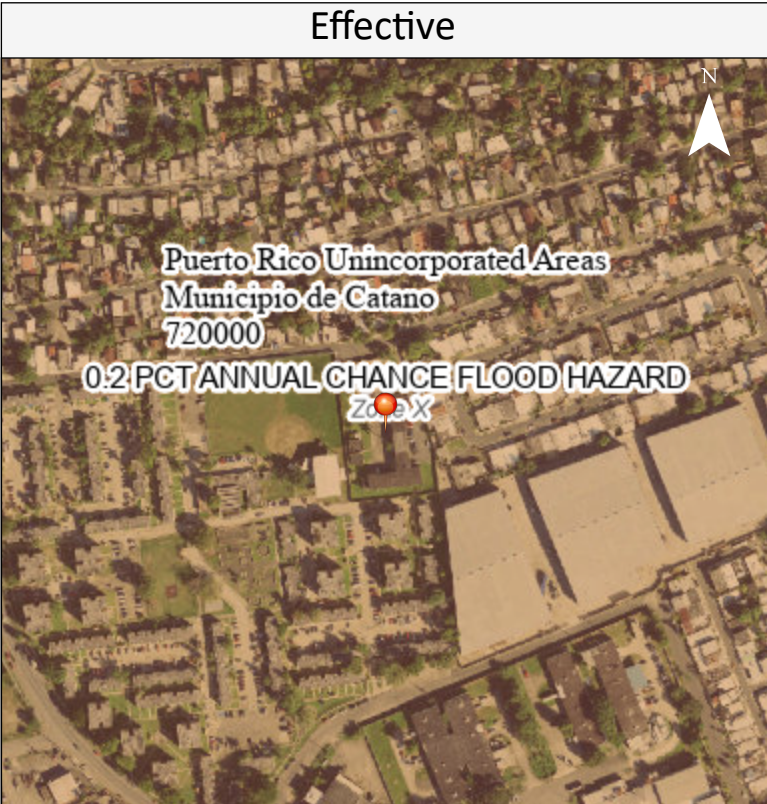 Effective
N
Puerto Rico Unincorporated Areas
Municipio de Catano
720000
0.2 PCT ANNUAL CHANCE FLOOD HAZARD
Zone X